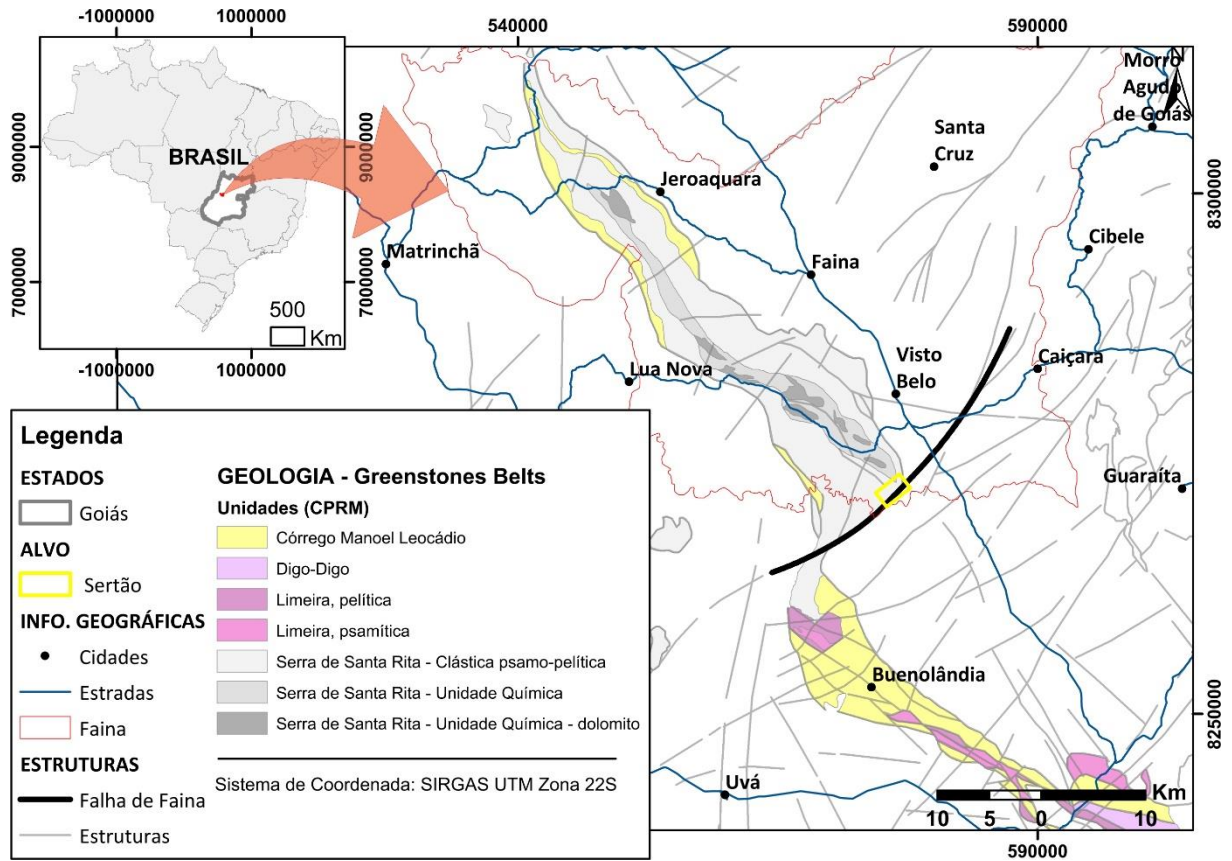 -1000000 1000000
540000
590000
9000000
7000000
BRASIL
500
Km
9000000
7000000
-1000000 1000000
Morro
Agudo
de Goiás
N
Santa
Cruz
Jeroaquara
8300000
Cibele
Matrinchã
Faina
Visto
Belo
Caiçara
Lua Nova
Guaraíta
Buenolândia
8250000
Uvá
Km
10 5 0 10
590000
Legenda
ESTADOS
Goiás
ALVO
Sertão
INFO. GEOGRÁFICAS
Cidades
Estradas
Faina
ESTRUTURAS
Falha de Faina
Estruturas
GEOLOGIA - Greenstones Belts
Unidades (CPRM)
Córrego Manoel Leocádio
Digo-Digo
Limeira, pelítica
Limeira, psamítica
Serra de Santa Rita - Clástica psamo-pelítica
Serra de Santa Rita - Unidade Química
Serra de Santa Rita - Unidade Química - dolomito
Sistema de Coordenada: SIRGAS UTM Zona 22S